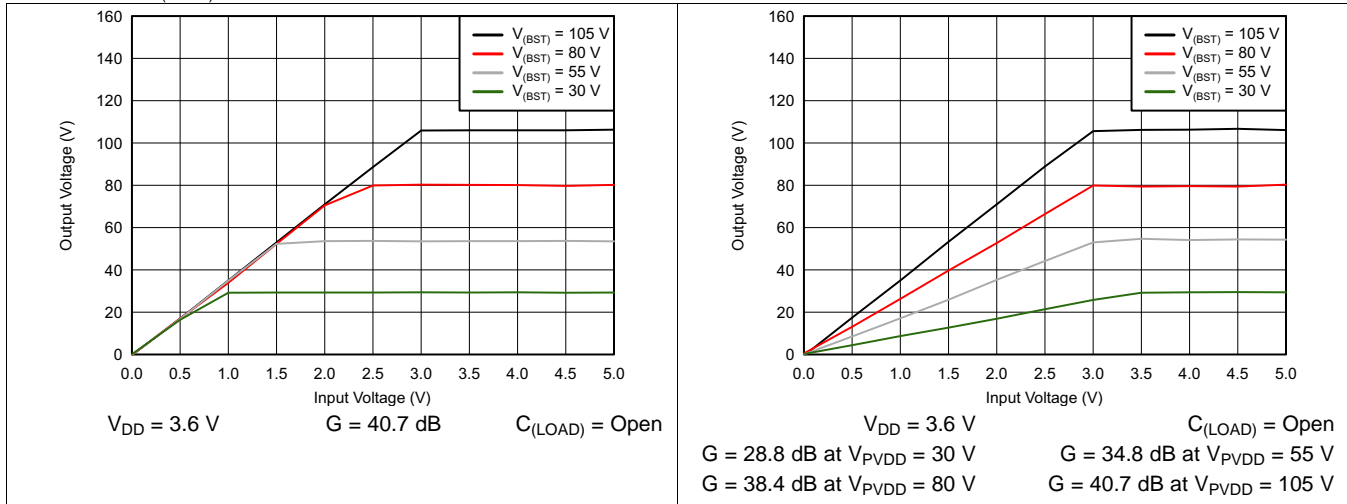 (LOAD)
160
140
120
100
80
60
40
20
0
Output Voltage (V)
V(BST) = 105 V
V(BST) = 80 V
V(BST) = 55 V
V(BST) = 30 V
0.0 0.5 1.0 1.5 2.0 2.5 3.0 3.5 4.0 4.5 5.0
Input Voltage (V)
VDD = 3.6 V G = 40.7 dB C(LOAD) = Open
160
140
120
100
80
60
40
20
0
Output Voltage (V)
V(BST) = 105 V
V(BST) = 80 V
V(BST) = 55 V
V(BST) = 30 V
0.0 0.5 1.0 1.5 2.0 2.5 3.0 3.5 4.0 4.5 5.0
Input Voltage (V)
VDD = 3.6 V C(LOAD) = Open
G = 28.8 dB at VPVDD = 30 V G = 34.8 dB at VPVDD = 55 V
G = 38.4 dB at VPVDD = 80 V G = 40.7 dB at VPVDD = 105 V